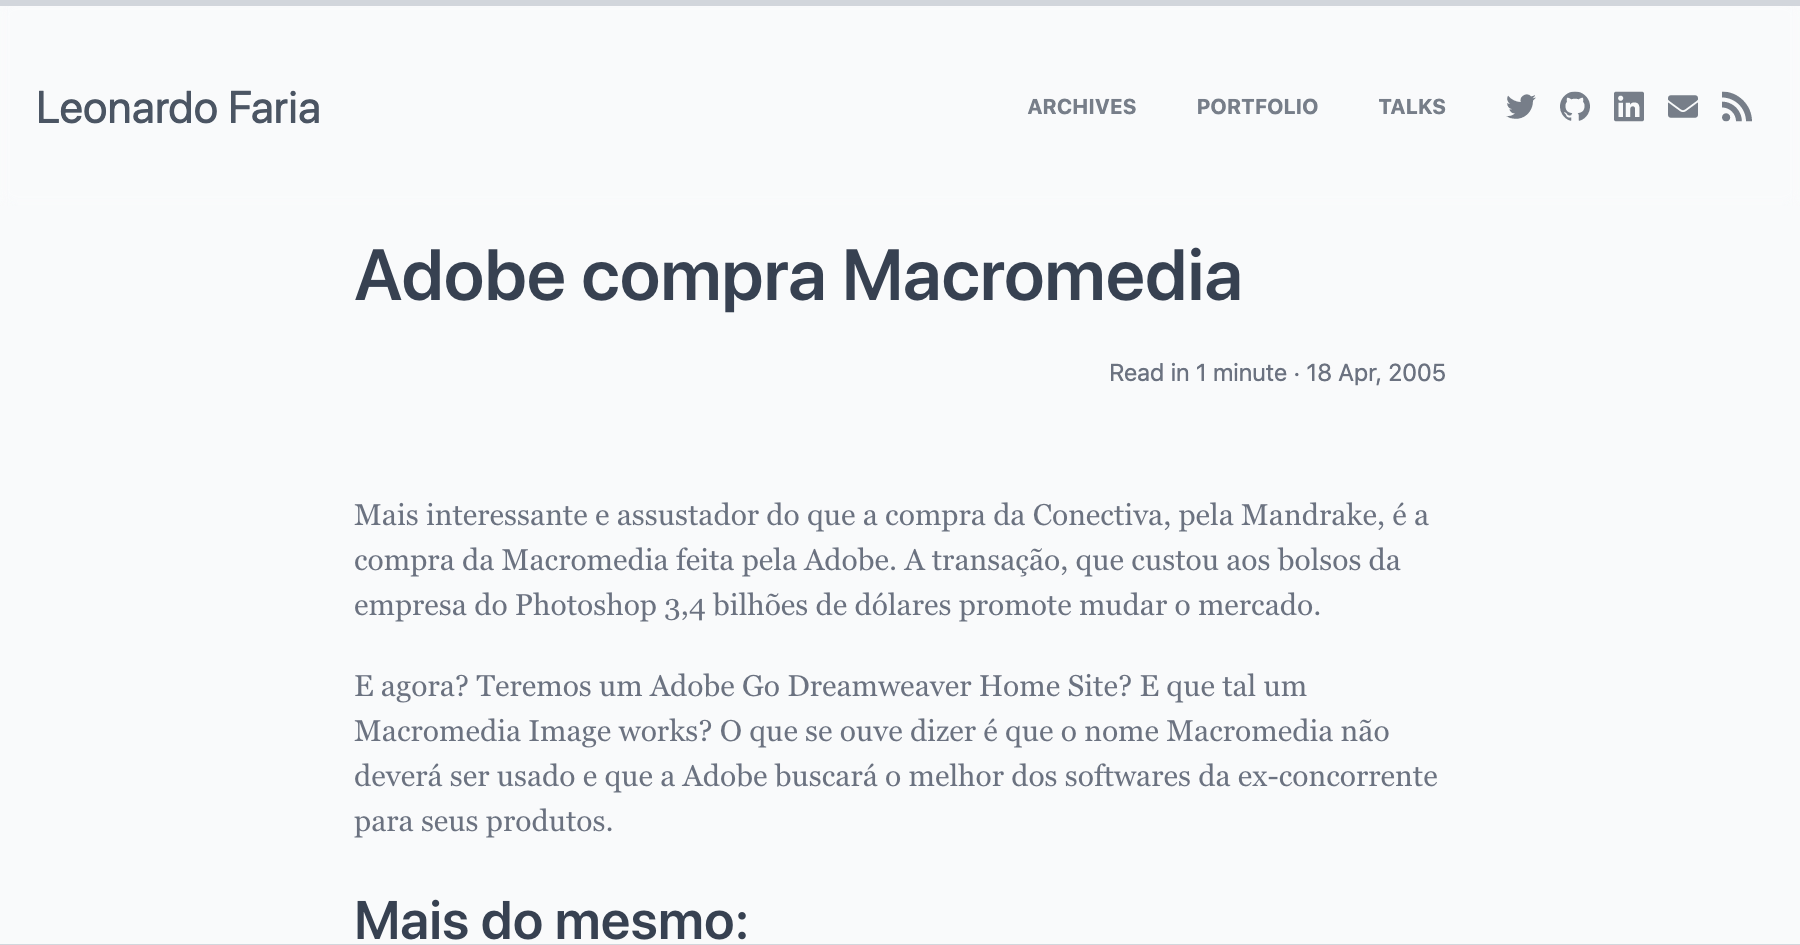 Leonardo Faria
ARCHIVES PORTFOLIO TALKS
Adobe compra Macromedia
Read in 1 minute · 18 Apr, 2005
Mais interessante e assustador do que a compra da Conectiva, pela Mandrake, é a
compra da Macromedia feita pela Adobe. A transação, que custou aos bolsos da
empresa do Photoshop 3,4 bilhões de dólares promote mudar o mercado.
E agora? Teremos um Adobe Go Dreamweaver Home Site? E que tal um
Macromedia Image works? O que se ouve dizer é que o nome Macromedia não
deverá ser usado e que a Adobe buscará o melhor dos softwares da ex-concorrente
para seus produtos.
Mais do mesmo: